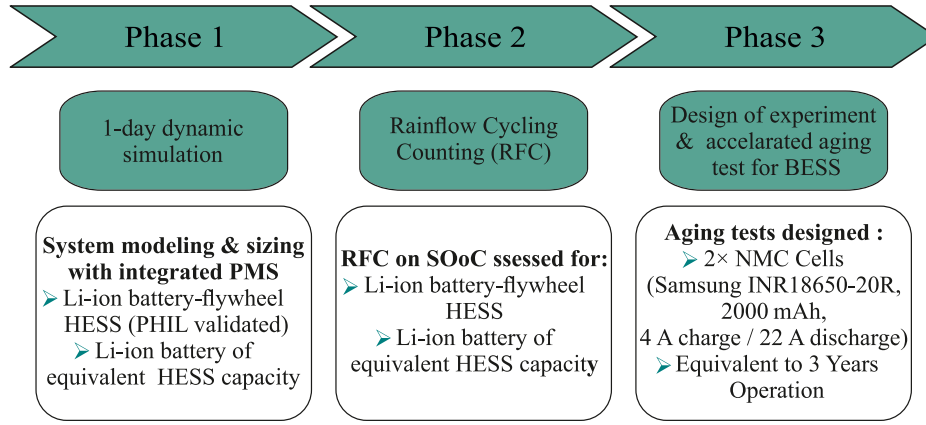 Phase 1
Phase 2
Phase 3
1-day dynamic
simulation
Rainflow Cycling
Counting (RFC)
Design of experiment
& accelarated aging
test for BESS
System modeling & sizing
with integrated PMS
➢ Li-ion battery-flywheel
HESS (PHIL validated)
➢ Li-ion battery of
equivalent HESS capacity
RFC on SOoC ssessed for:
➢ Li-ion battery-flywheel
HESS
➢ Li-ion battery of
equivalent HESS capacity
Aging tests designed :
➢ 2× NMC Cells
(Samsung INR18650-20R,
2000 mAh,
4 A charge / 22 A discharge)
➢ Equivalent to 3 Years
Operation